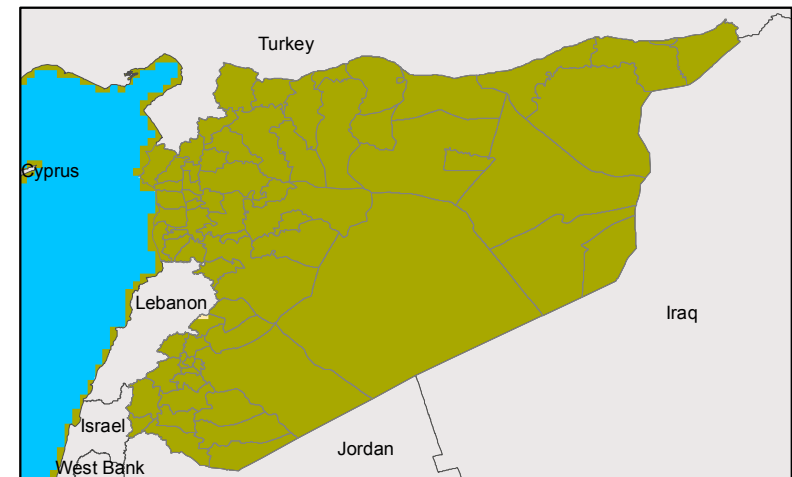 Turkey
Cyprus
Lebanon
Iraq
Israel
Jordan
West Bank